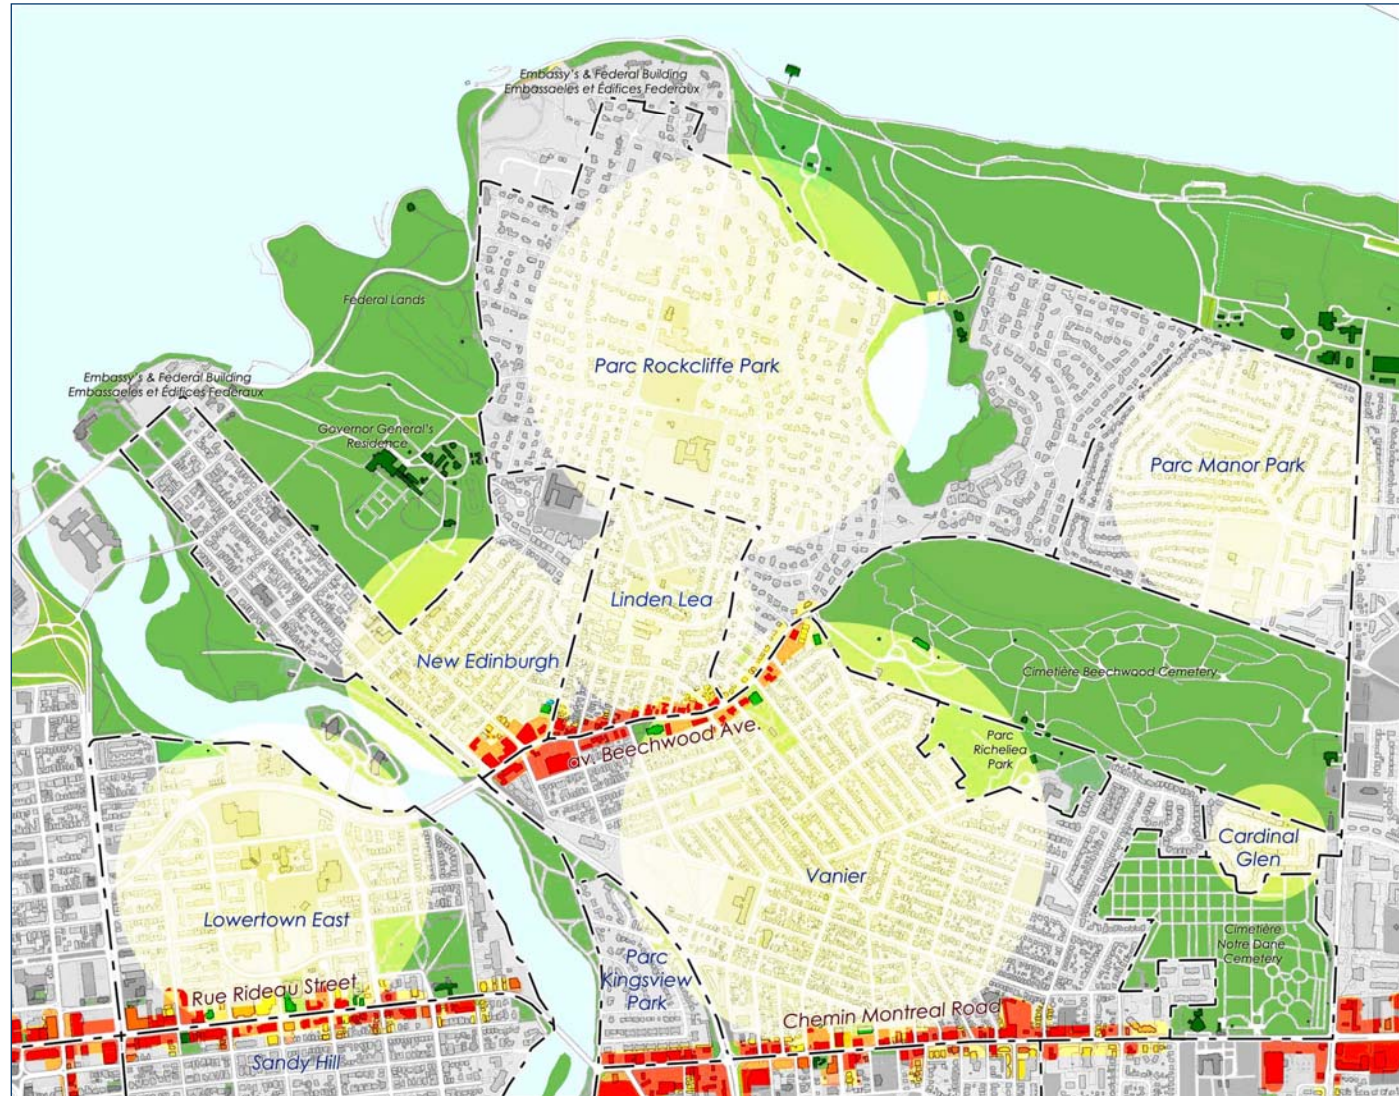 Embassy's & Federal Building
Embassaeles et Édifices Federaux
Federal Lands
Parc Rockcliffe Park
Embassy's & Federal Building
Embassaeles et Édifices Federaux
Governor General's
Residence
Parc Manor Park
Linden Lea
New Edinburgh
Cimetière Beechwood Cemetery
av. Beechwood Ave.
Parc
Richeliea
Park
Cardinal
Glen
Vanier
Lowertown East
Cimetière
Notre Dane
Cemetery
Parc
Kingsview
Park
Rue Rideau Street
Chemin Montreal Road
Sandy Hill